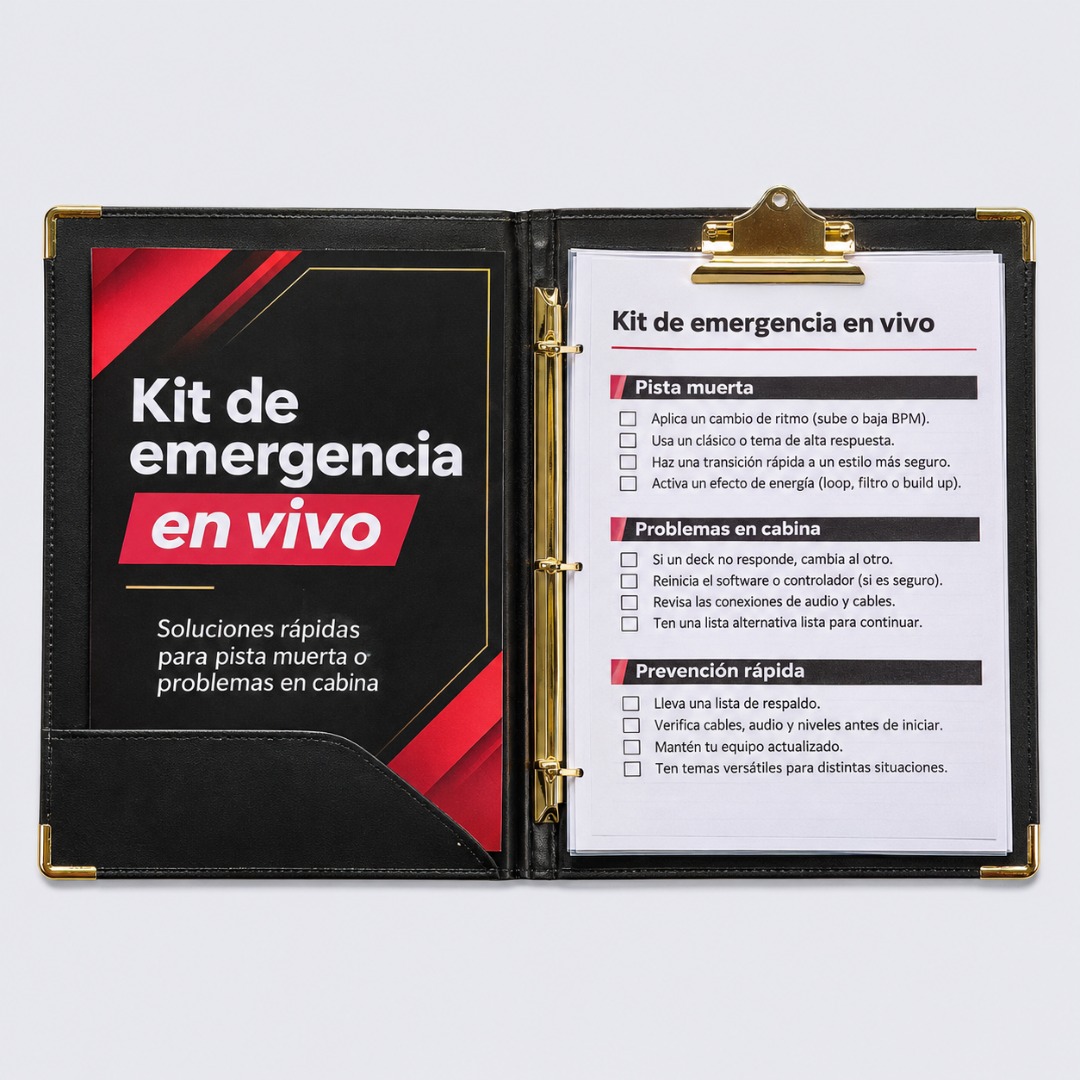 Kit de
emergencia
en vivo
Soluciones rápidas
para pista muerta o
problemas en cabina
Kit de emergencia en vivo
Pista muerta
Aplica un cambio de ritmo (sube o baja BPM).
Usa un clásico o tema de alta respuesta.
Haz una transición rápida a un estilo más seguro.
Activa un efecto de energía (loop, filtro o build up).
Problemas en cabina
Si un deck no responde, cambia al otro.
Reinicia el software o controlador (si es seguro).
Revisa las conexiones de audio y cables.
Ten una lista alternativa lista para continuar.
Prevención rápida
Lleva una lista de respaldo.
Verifica cables, audio y niveles antes de iniciar.
Mantén tu equipo actualizado.
Ten temas versátiles para distintas situaciones.